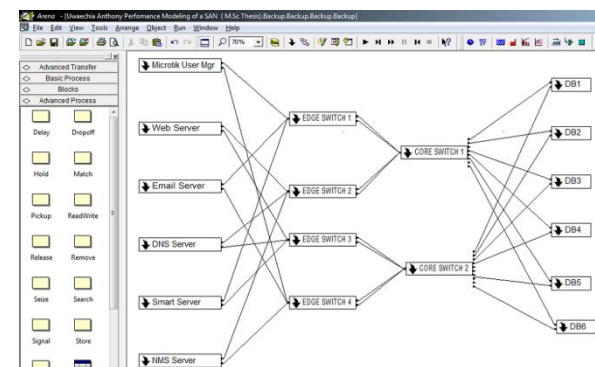 Arena - [Uwaechia Anthony Perfomance Modeling of a SAN ( M.Sc Thesis).Backup.Backup.Backup.Backup]
File Edit View Tools Arrange Object Run Window Help
70%
Advanced Transfer
Basic Process
Blocks
Advanced Process
Delay Dropoff
Hold Match
Pickup ReadWrite
Release Remove
Seize Search
Signal Store
Microtik User Mgr
Web Server
Email Server
DNS Server
Smart Server
NMS Server
EDGE SWITCH 1
EDGE SWITCH 2
EDGE SWITCH 3
EDGE SWITCH 4
CORE SWITCH 1
CORE SWITCH 2
DB1
DB2
DB3
DB4
DB5
DB6